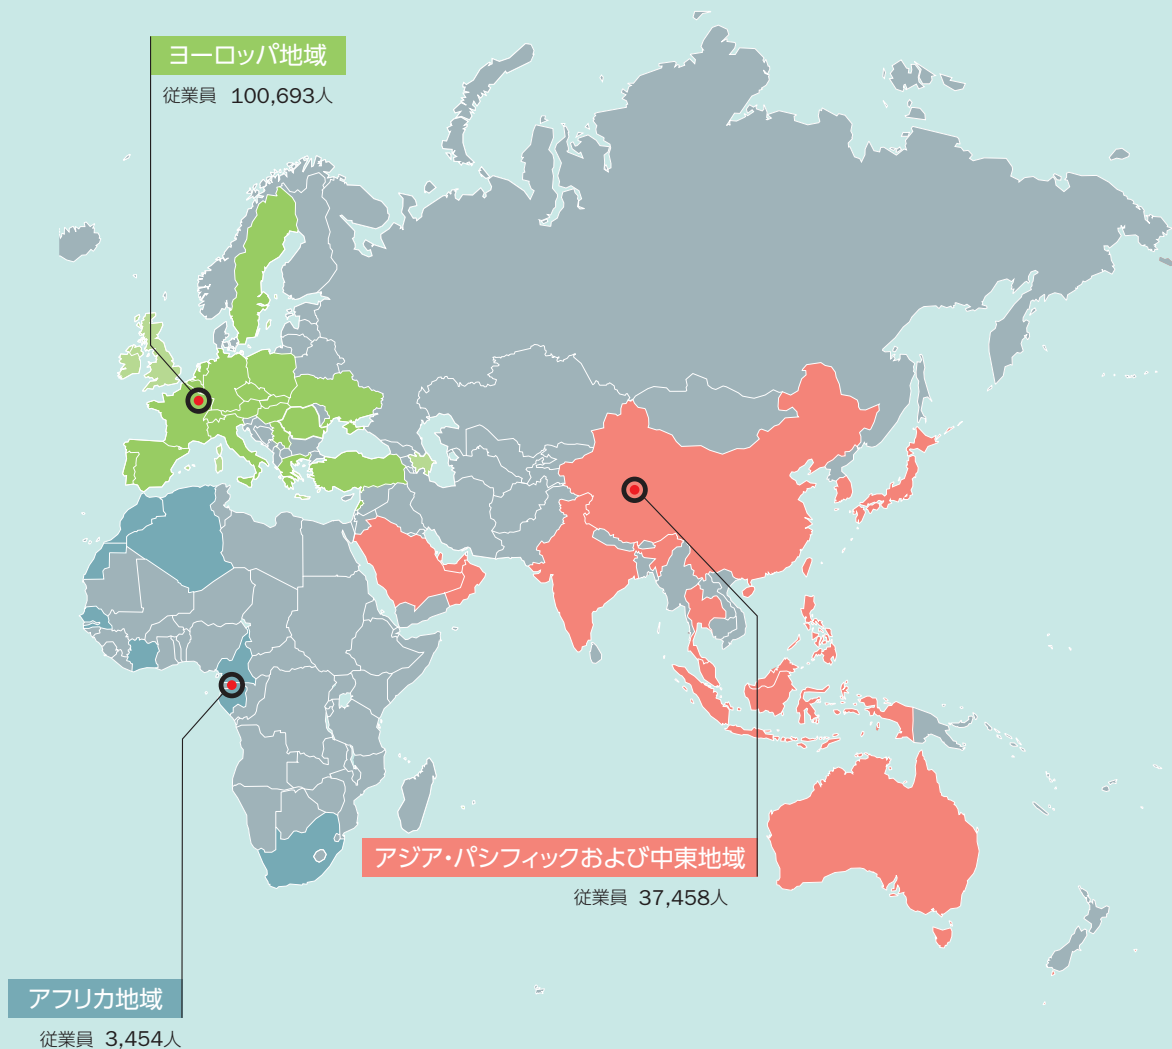 ヨーロッパ地域
従業員 100,693人
アジア・パシフィックおよび中東地域
従業員 37,458人
アフリカ地域
従業員 3,454人